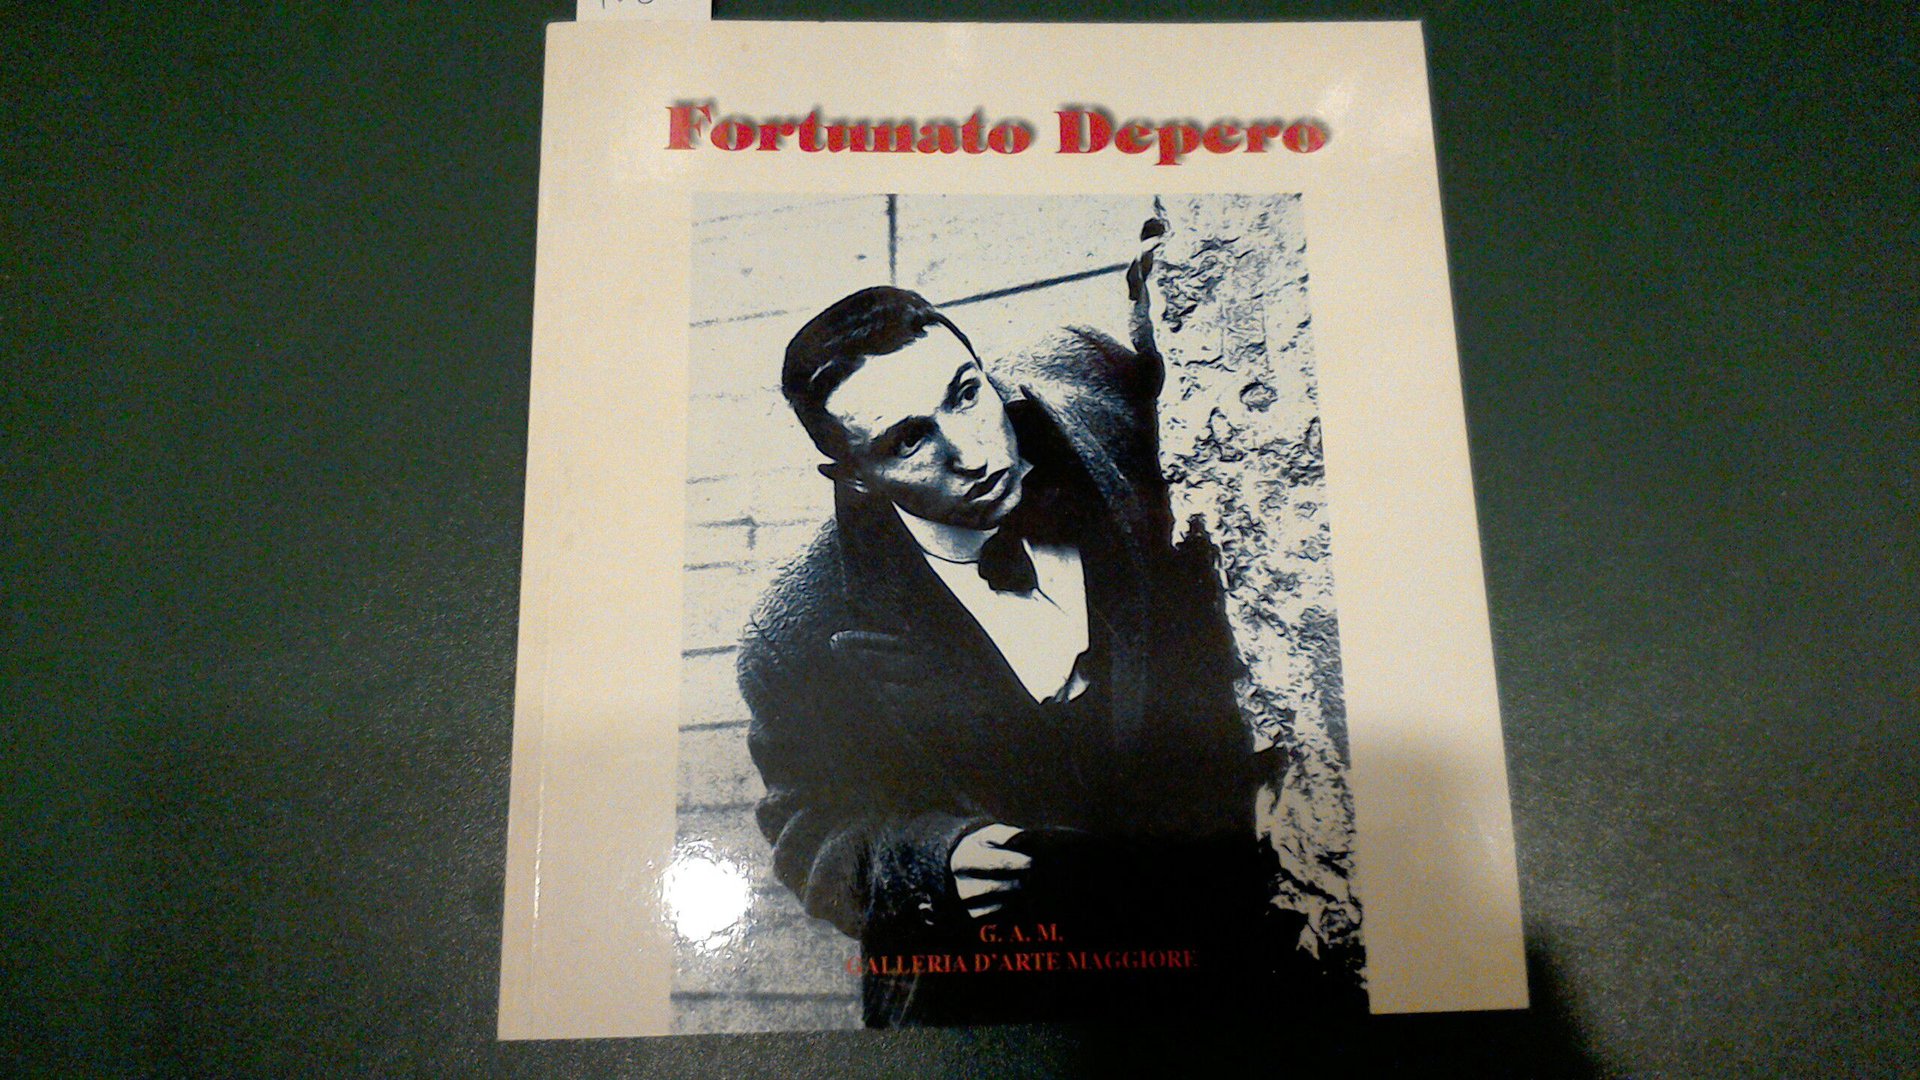 Fortunato Depero
G. A. M.
GALLERIA D'ARTE MAGGIORE